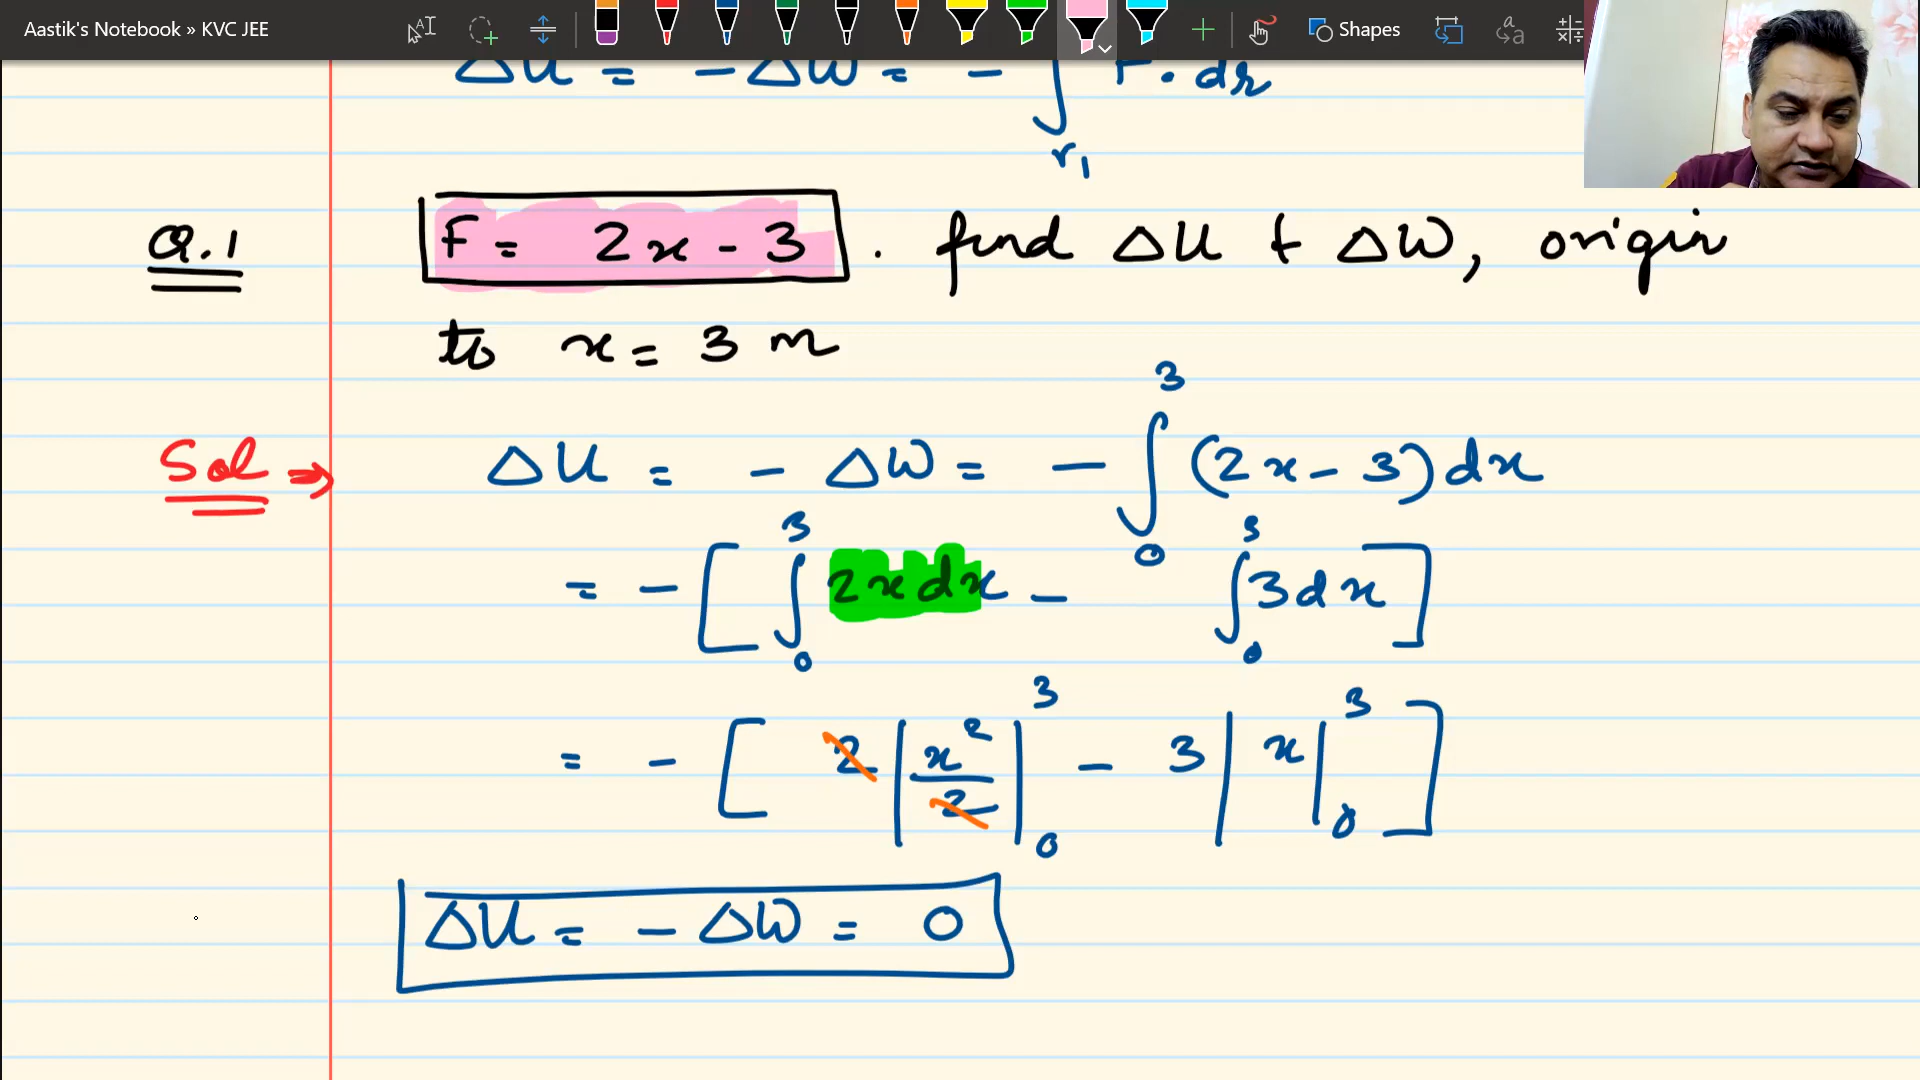 Aastik's Notebook » KVC JEE
Shapes
ΔU = - ΔW = - ∫ F . dr
r1
Q.1 F = 2x - 3 . find ΔU + ΔW, origin
to x = 3 m
Sol ⇒ ΔU = - ΔW = - ∫₀³ (2x - 3) dx
= - [ ∫₀³ 2x dx - ∫₀³ 3 dx ]
= - [ 2 | x²/2 |₀³ - 3 | x |₀³ ]
ΔU = - ΔW = 0